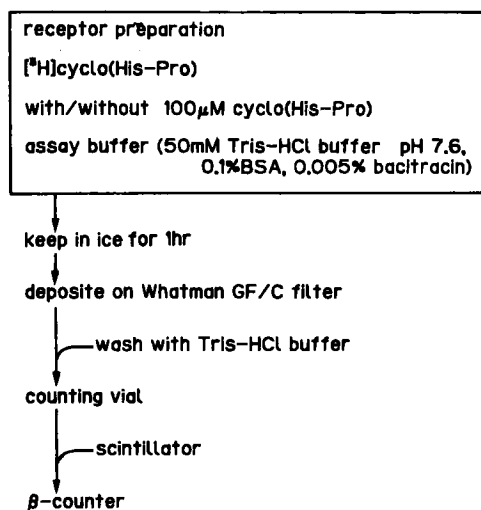 receptor preparation
[³H]cyclo(His-Pro)
with/without 100μM cyclo(His-Pro)
assay buffer (50mM Tris-HCl buffer pH 7.6,
0.1%BSA, 0.005% bacitracin)
keep in ice for 1hr
deposite on Whatman GF/C filter
wash with Tris-HCl buffer
counting vial
scintillator
β-counter